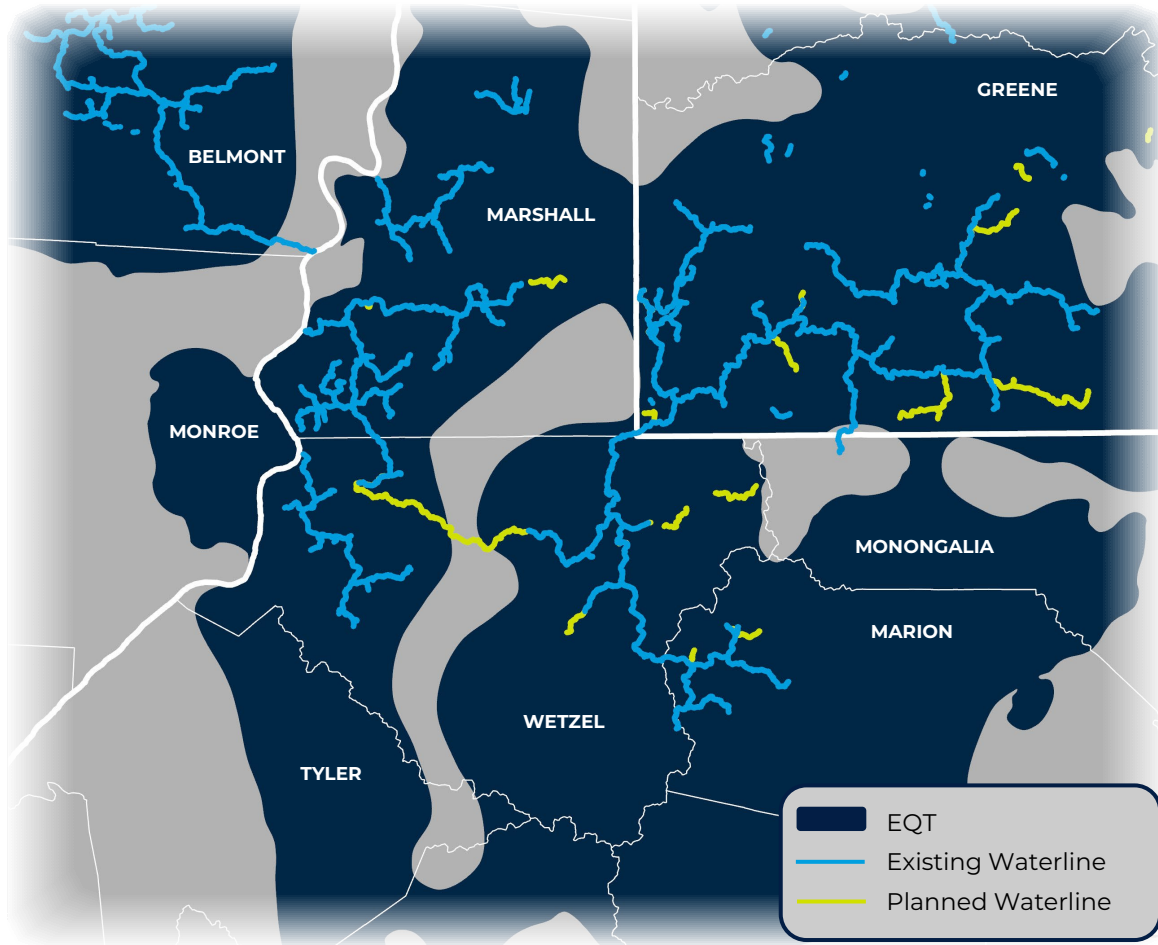 GREENE
BELMONT
MARSHALL
MONROE
MONONGALIA
MARION
WETZEL
TYLER
EQT
Existing Waterline
Planned Waterline